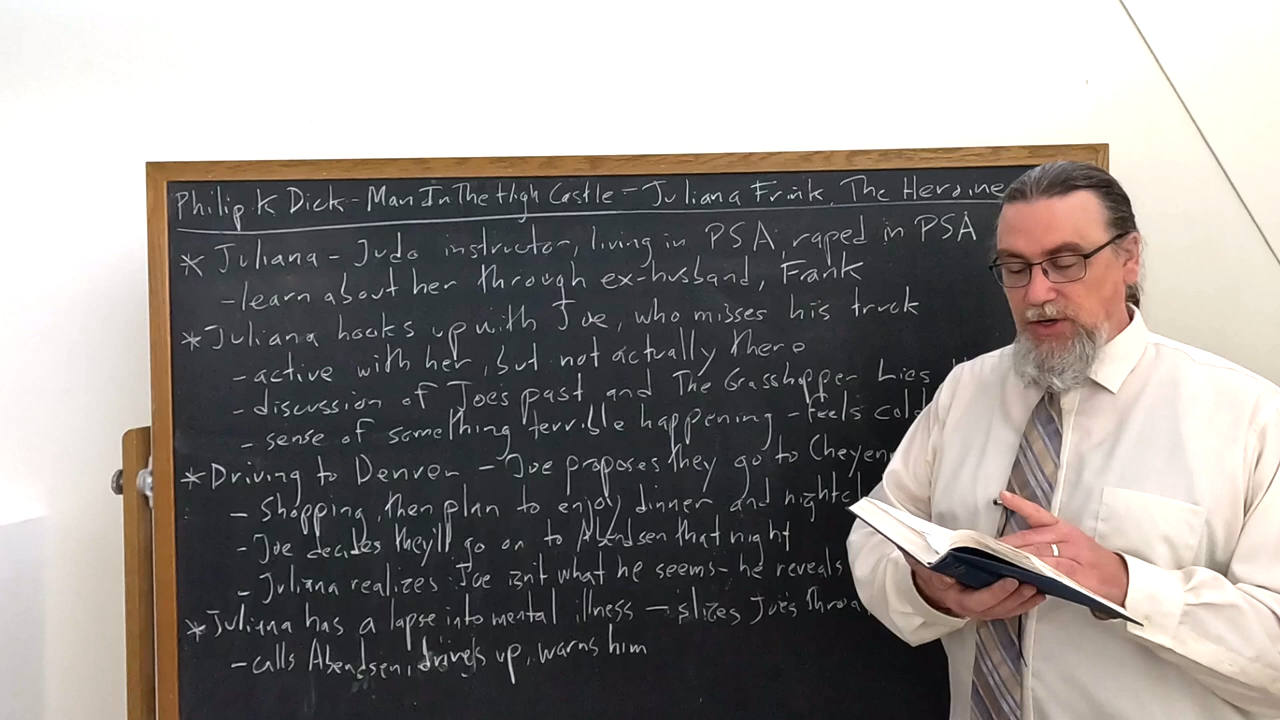 Philip K Dick - Man In The High Castle - Juliana Frink, The Heroine
* Juliana - Judo instructor, living in PSA, raped in PSA
- learn about her through ex-husband, Frank
* Juliana hooks up with Joe, who misses his truck
- active with her, but not actually there
- discussion of Joe's past and The Grasshopper Lies
- sense of something terrible happening - feels cold
* Driving to Denver - Joe proposes they go to Cheyenn
- shopping, then plan to enjoy dinner and nightcl
- Joe decides they'll go on to Abendsen that night
- Juliana realizes Joe isn't what he seems - he reveals
* Juliana has a lapse into mental illness - slices Joe's throa
- calls Abendsen, drives up, warns him